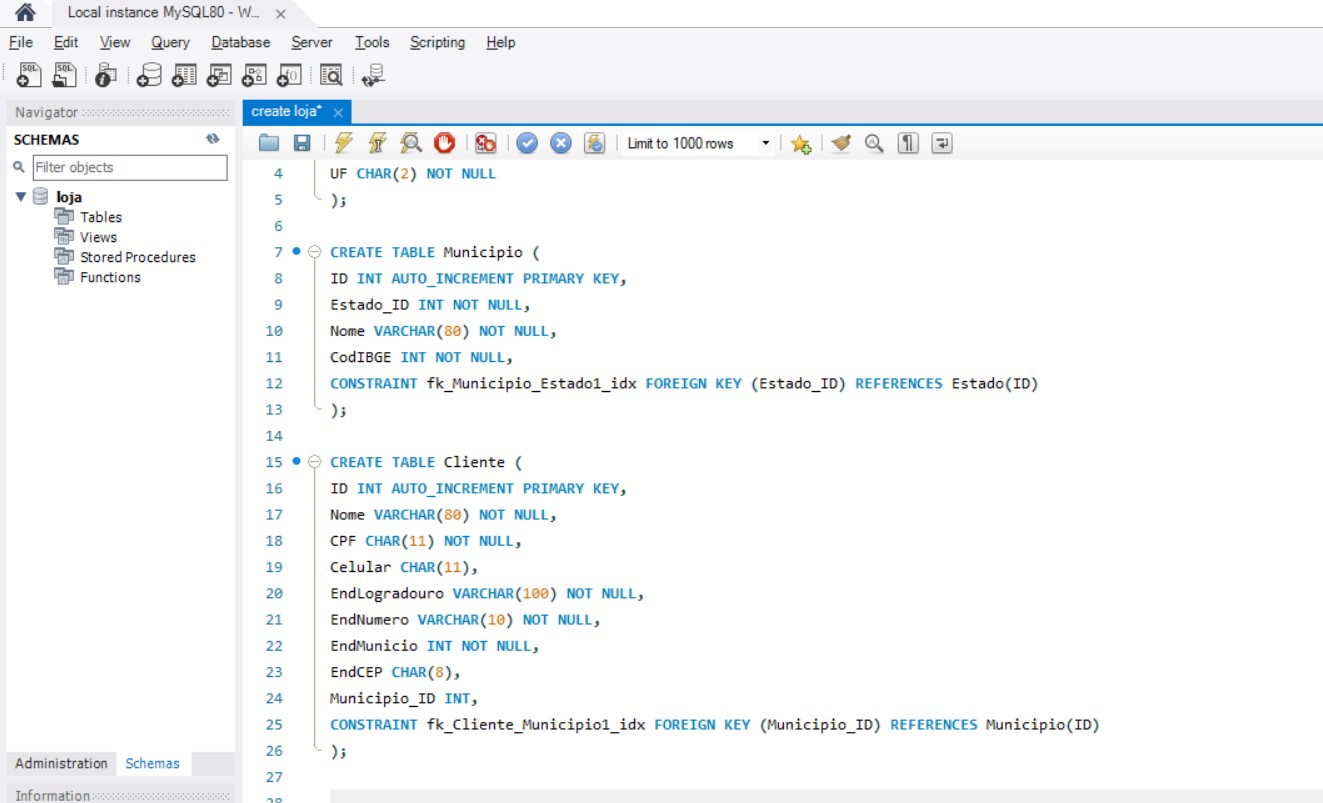 Local instance MySQL80 - W...
File Edit View Query Database Server Tools Scripting Help
Navigator
SCHEMAS
Filter objects
loja
Tables
Views
Stored Procedures
Functions
Administration Schemas
Information
create loja*
Limit to 1000 rows
4 UF CHAR(2) NOT NULL
5 );
6
7 CREATE TABLE Municipio (
8 ID INT AUTO_INCREMENT PRIMARY KEY,
9 Estado_ID INT NOT NULL,
10 Nome VARCHAR(80) NOT NULL,
11 CodIBGE INT NOT NULL,
12 CONSTRAINT fk_Municipio_Estado1_idx FOREIGN KEY (Estado_ID) REFERENCES Estado(ID)
13 );
14
15 CREATE TABLE Cliente (
16 ID INT AUTO_INCREMENT PRIMARY KEY,
17 Nome VARCHAR(80) NOT NULL,
18 CPF CHAR(11) NOT NULL,
19 Celular CHAR(11),
20 EndLogradouro VARCHAR(100) NOT NULL,
21 EndNumero VARCHAR(10) NOT NULL,
22 EndMunicio INT NOT NULL,
23 EndCEP CHAR(8),
24 Municipio_ID INT,
25 CONSTRAINT fk_Cliente_Municipio1_idx FOREIGN KEY (Municipio_ID) REFERENCES Municipio(ID)
26 );
27
28